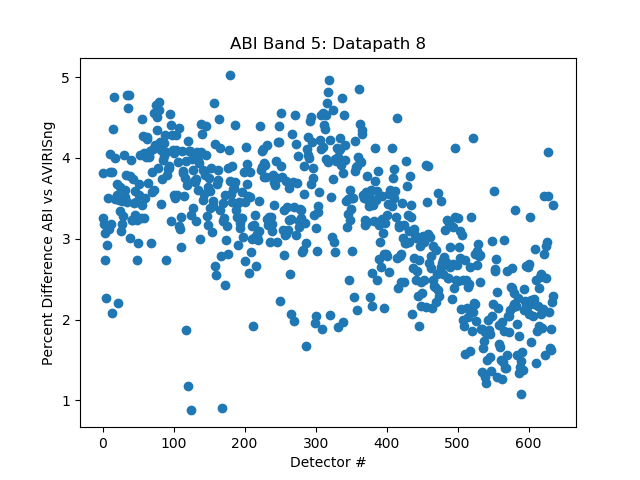 ABI Band 5: Datapath 8
Percent Difference ABI vs AVIRISng
5
4
3
2
1
0 100 200 300 400 500 600
Detector #